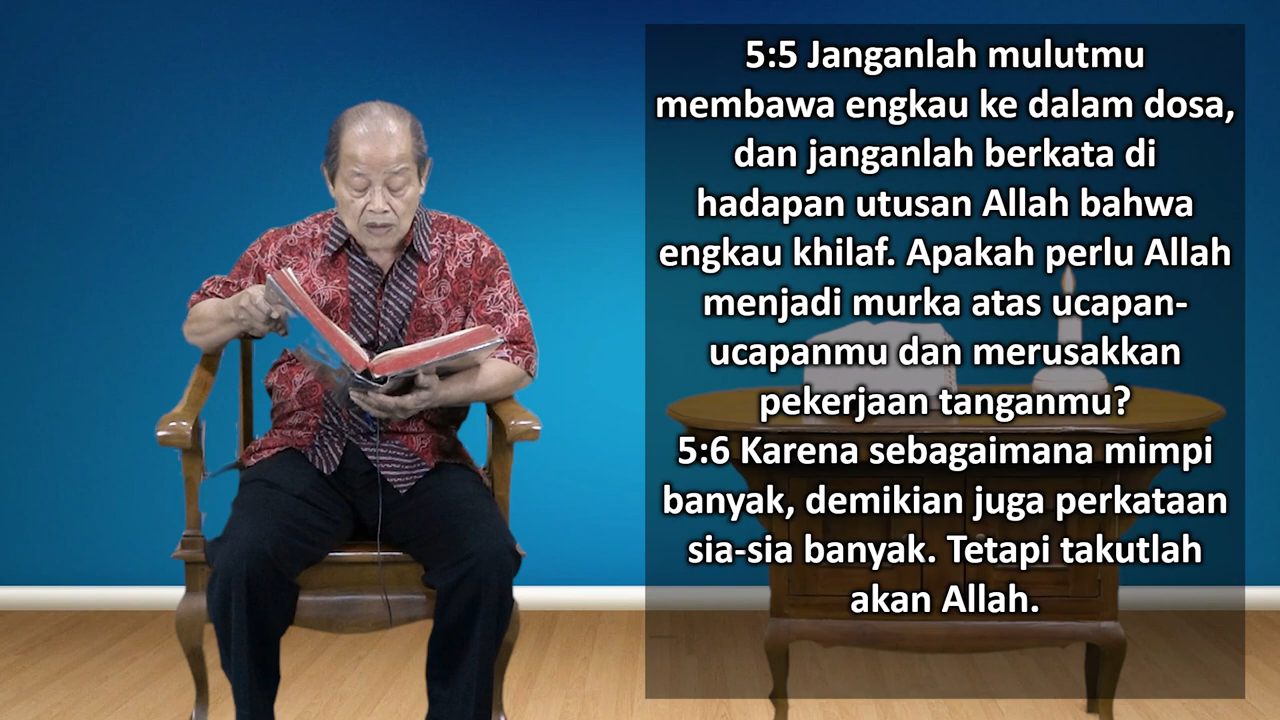 5:5 Janganlah mulutmu
membawa engkau ke dalam dosa,
dan janganlah berkata di
hadapan utusan Allah bahwa
engkau khilaf. Apakah perlu Allah
menjadi murka atas ucapan-
ucapanmu dan merusakkan
pekerjaan tanganmu?
5:6 Karena sebagaimana mimpi
banyak, demikian juga perkataan
sia-sia banyak. Tetapi takutlah
akan Allah.